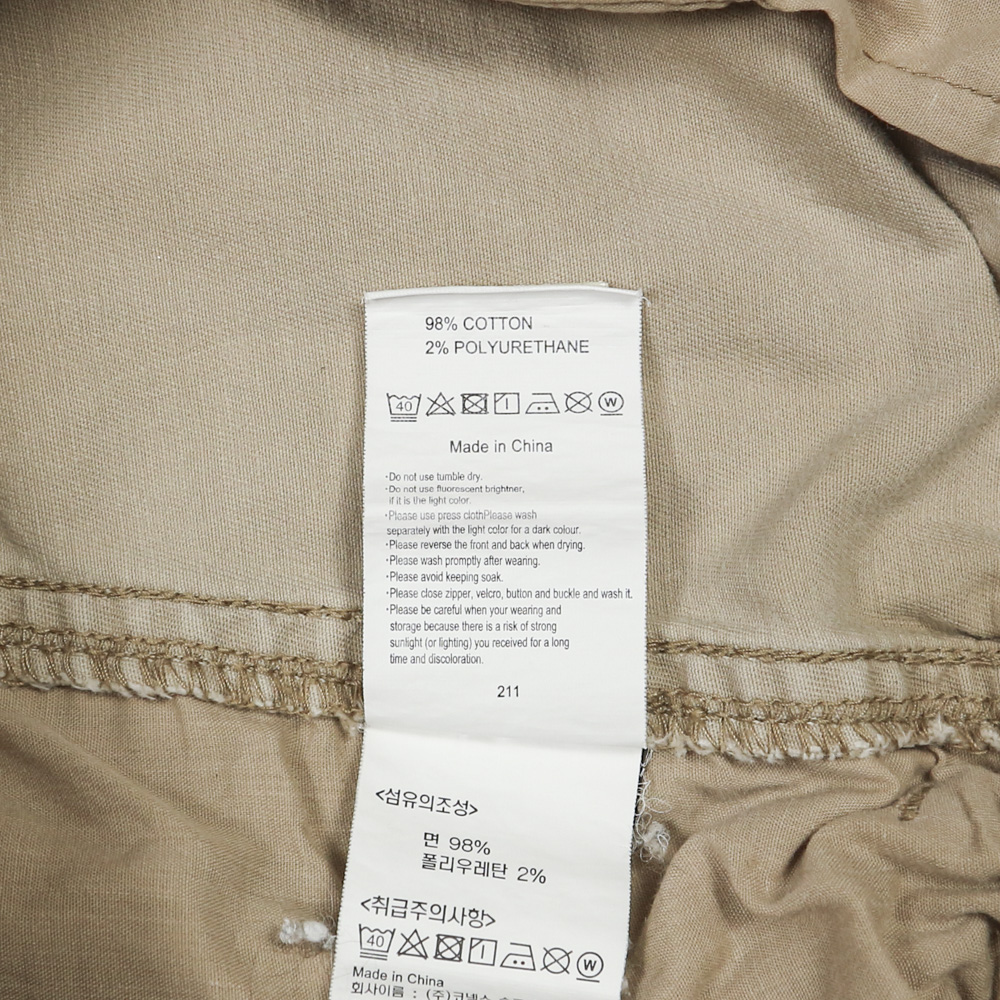 98% COTTON
2% POLYURETHANE
40 W
Made in China
·Do not use tumble dry.
·Do not use fluorescent brightner,
if it is the light color.
·Please use press clothPlease wash
separately with the light color for a dark colour.
·Please reverse the front and back when drying.
·Please wash promptly after wearing.
·Please avoid keeping soak.
·Please close zipper, velcro, button and buckle and wash it.
·Please be careful when your wearing and
storage because there is a risk of strong
sunlight (or lighting) you received for a long
time and discoloration.
211
<섬유의조성>
면 98%
폴리우레탄 2%
<취급주의사항>
40 W
Made in China
회사이름 : (주)코넥스